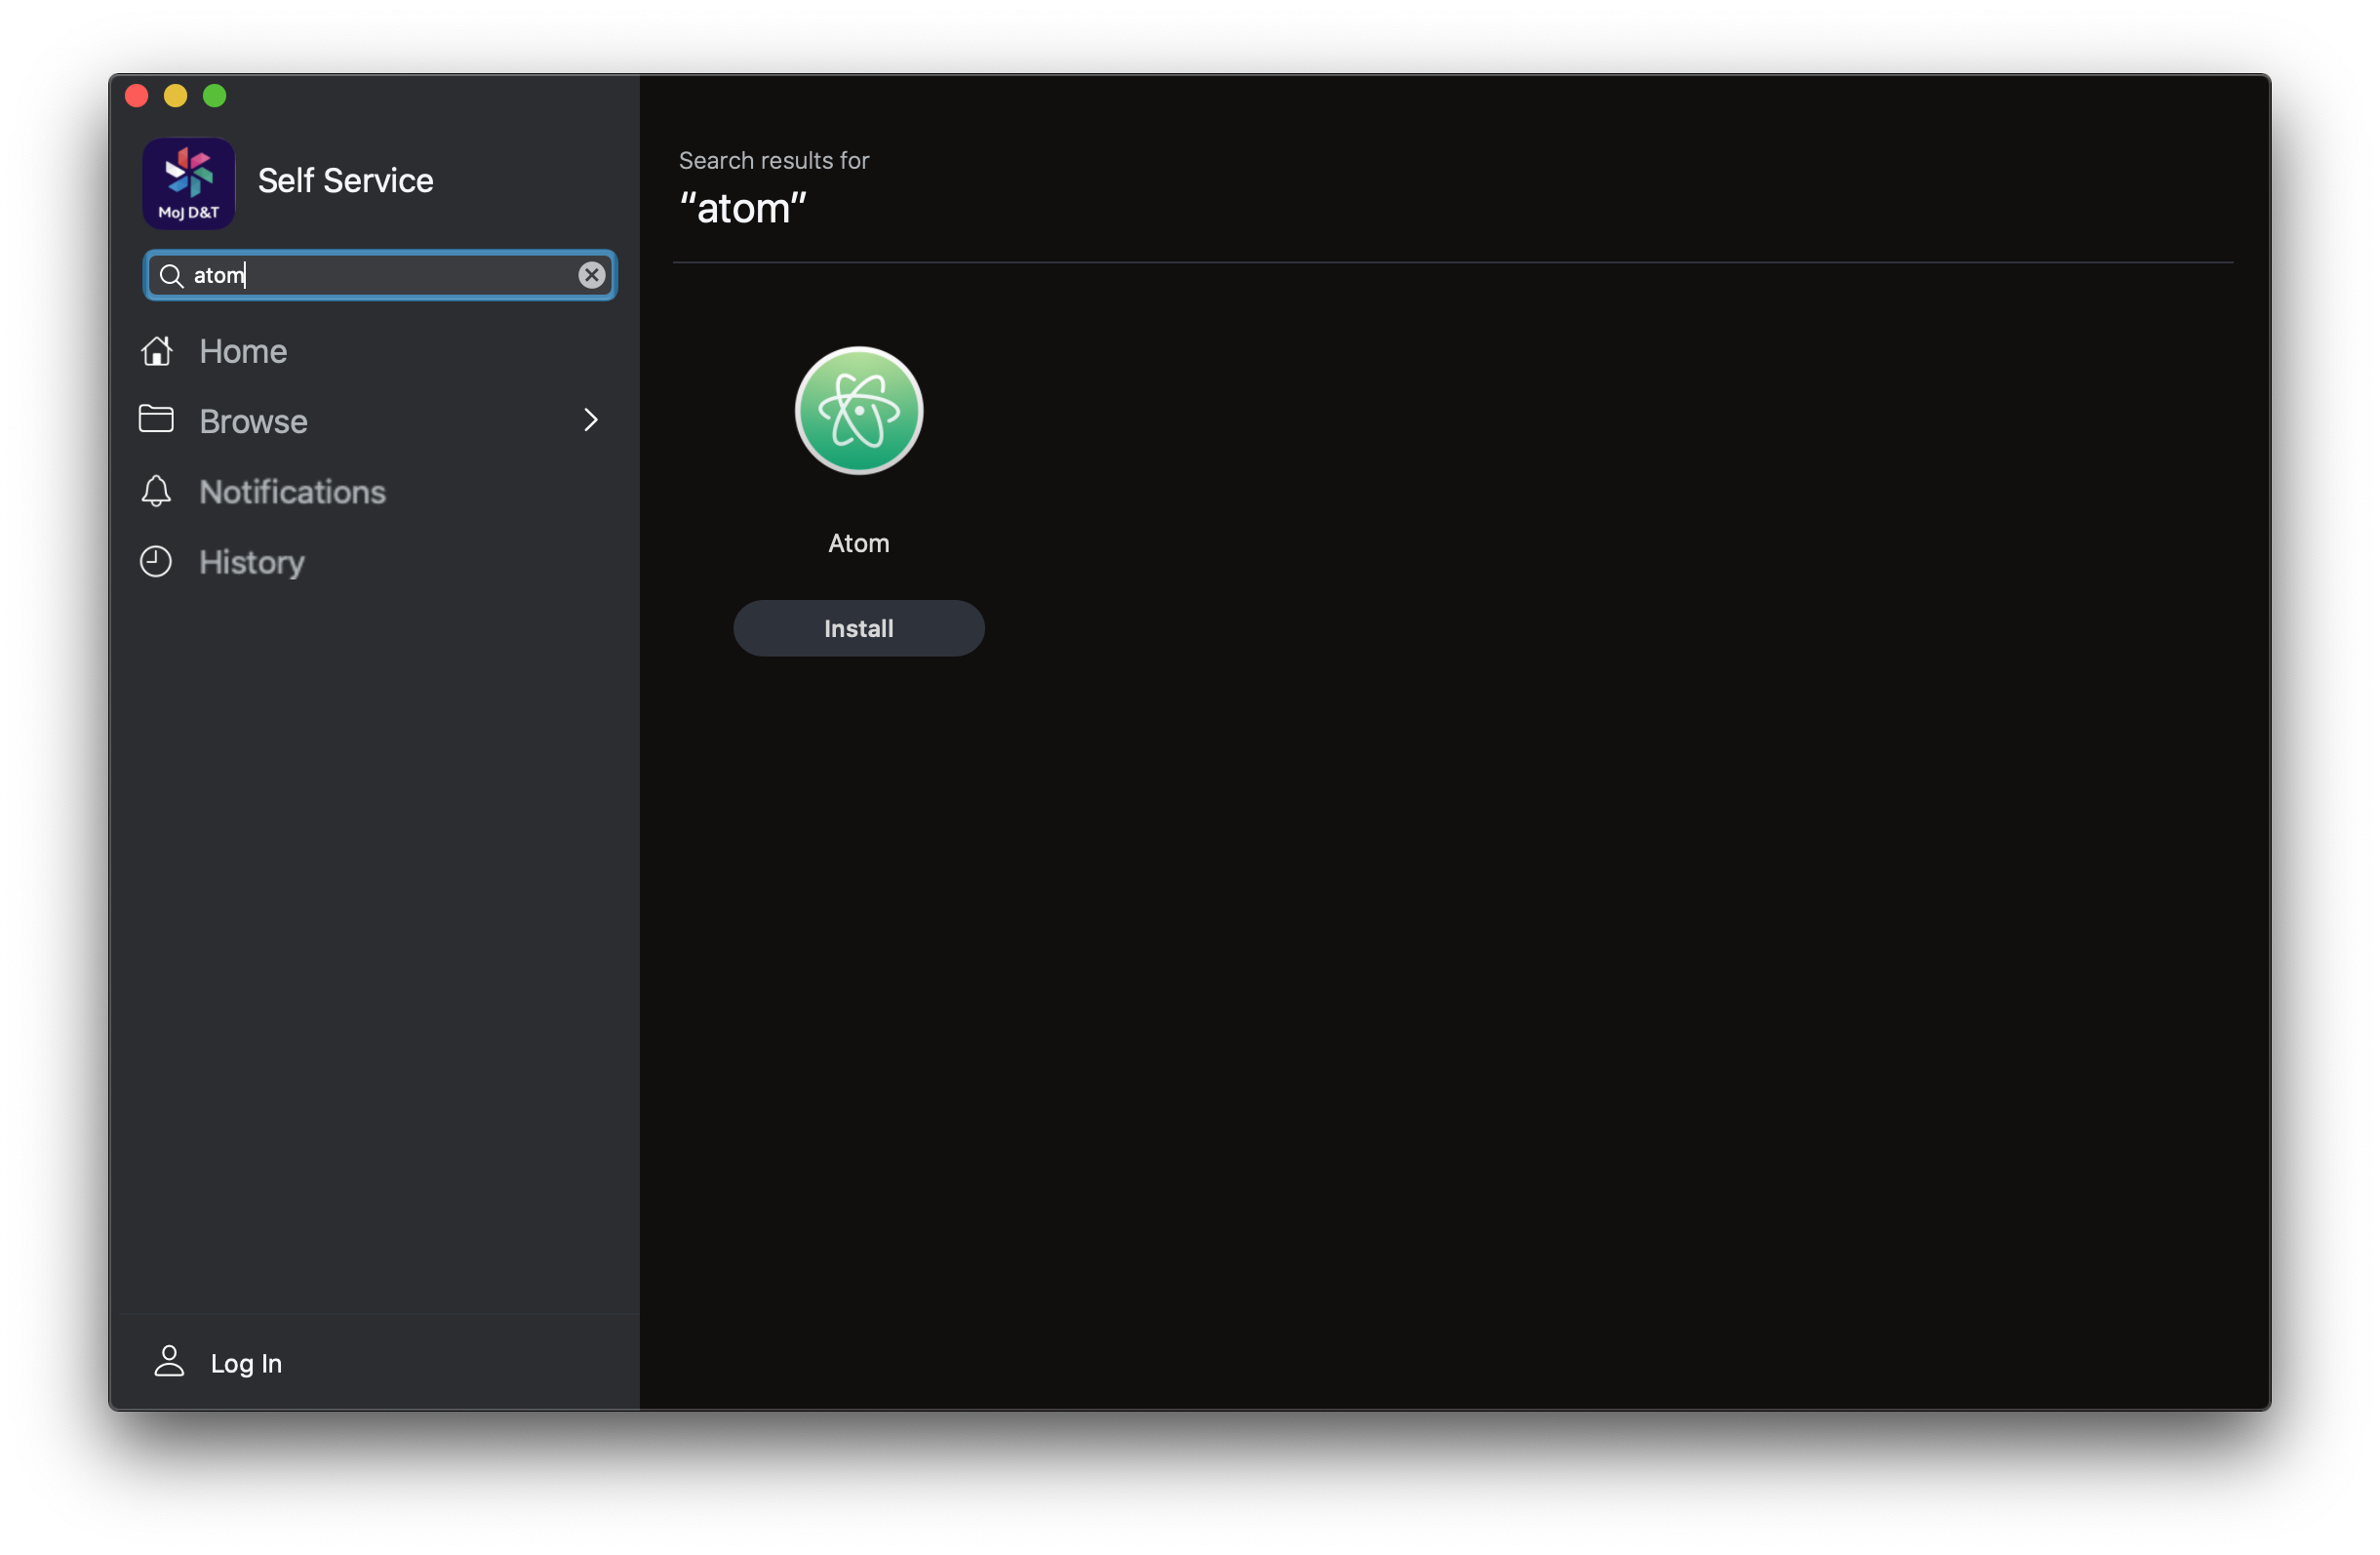 MoJ D&T
Self Service
atom
Home
Browse
Notifications
History
Log In
Search results for
“atom”
Atom
Install